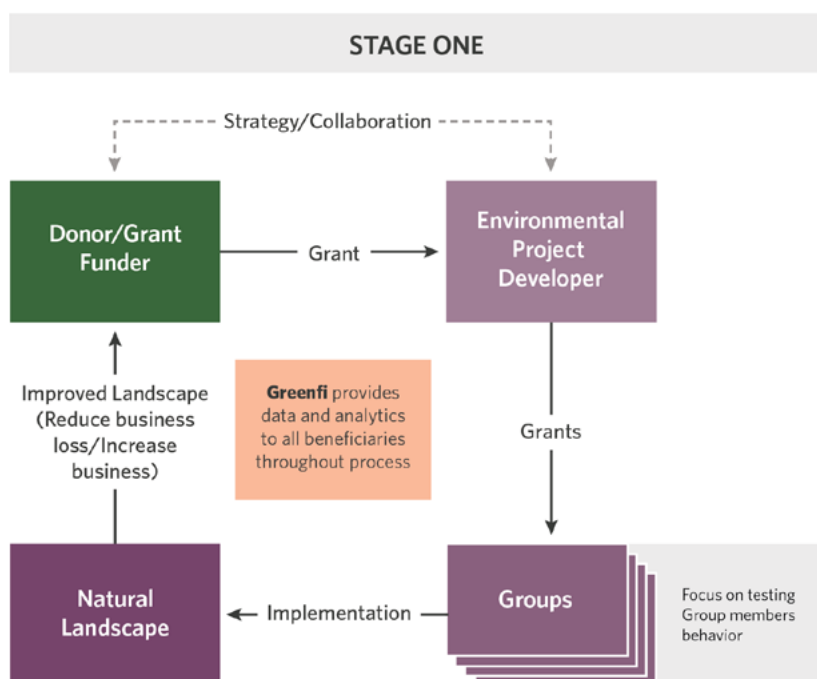 STAGE ONE
Strategy/Collaboration
Donor/Grant
Funder
Grant
Environmental
Project
Developer
Improved Landscape
(Reduce business
loss/Increase
business)
Greenfi provides
data and analytics
to all beneficiaries
throughout process
Grants
Natural
Landscape
Implementation
Groups
Focus on testing
Group members
behavior